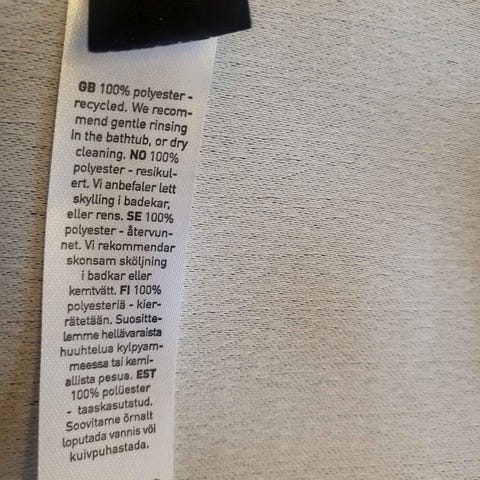 GB 100% polyester -
recycled. We recom-
mend gentle rinsing
in the bathtub, or dry
cleaning. NO 100%
polyester - resikul-
ert. Vi anbefaler lett
skylling i badekar,
eller rens. SE 100%
polyester - återvun-
net. Vi rekommendar
skonsam sköljning
i badkar eller
kemtvätt. FI 100%
polyesteriä - kier-
rätetään. Suositte-
lemme hellävaraista
huuhtelua kylpyam-
meessa tai kemi-
allista pesua. EST
100% polüester
- taaskasutatud.
Soovitame õrnalt
loputada vannis või
kuivpuhastada.